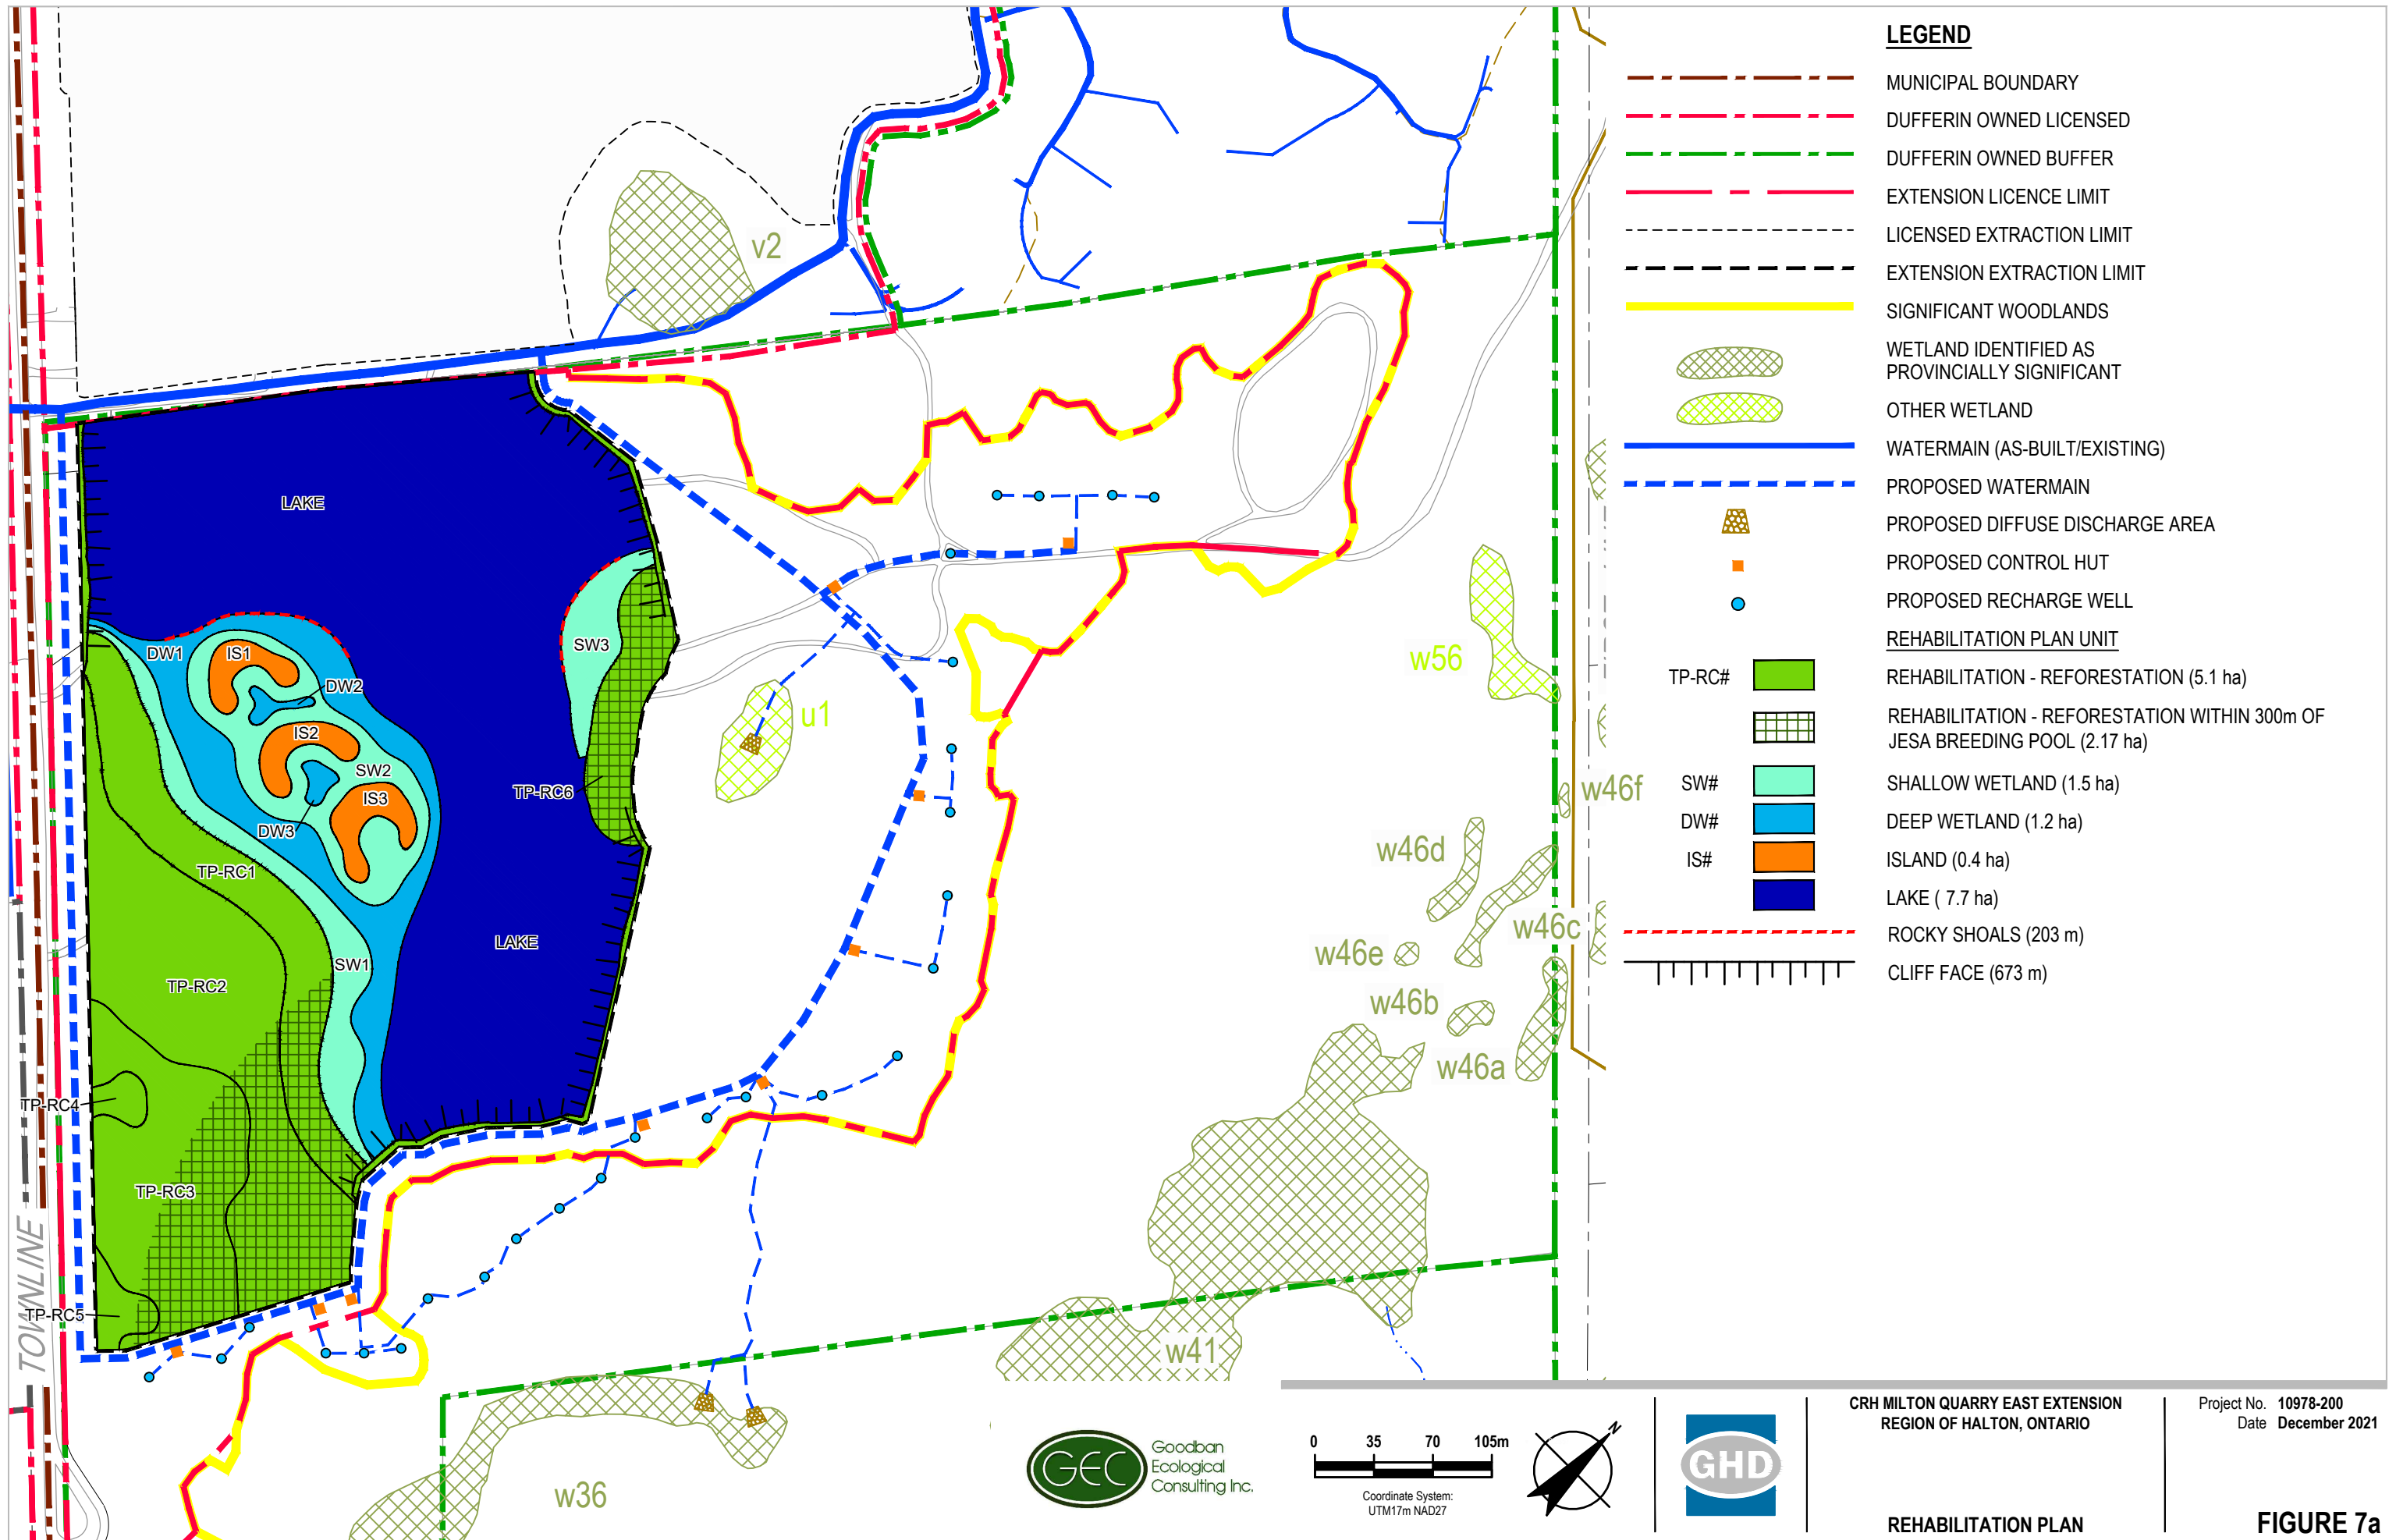 LEGEND
MUNICIPAL BOUNDARY
DUFFERIN OWNED LICENSED
DUFFERIN OWNED BUFFER
EXTENSION LICENCE LIMIT
LICENSED EXTRACTION LIMIT
EXTENSION EXTRACTION LIMIT
SIGNIFICANT WOODLANDS
WETLAND IDENTIFIED AS
PROVINCIALLY SIGNIFICANT
OTHER WETLAND
WATERMAIN (AS-BUILT/EXISTING)
PROPOSED WATERMAIN
PROPOSED DIFFUSE DISCHARGE AREA
PROPOSED CONTROL HUT
PROPOSED RECHARGE WELL
REHABILITATION PLAN UNIT
TP-RC# REHABILITATION - REFORESTATION (5.1 ha)
REHABILITATION - REFORESTATION WITHIN 300m OF
JESA BREEDING POOL (2.17 ha)
SW# SHALLOW WETLAND (1.5 ha)
DW# DEEP WETLAND (1.2 ha)
IS# ISLAND (0.4 ha)
LAKE ( 7.7 ha)
ROCKY SHOALS (203 m)
CLIFF FACE (673 m)
v2
LAKE
SW3
DW1
IS1
DW2
IS2
SW2
IS3
DW3
TP-RC6
TP-RC1
LAKE
SW1
TP-RC2
TP-RC4
TP-RC3
TP-RC5
TOWNLINE
u1
w56
w46f
w46d
w46c
w46e
w46b
w46a
w41
w36
GEC
Goodban
Ecological
Consulting Inc.
0 35 70 105m
Coordinate System:
UTM17m NAD27
N
GHD
CRH MILTON QUARRY EAST EXTENSION
REGION OF HALTON, ONTARIO
REHABILITATION PLAN
Project No. 10978-200
Date December 2021
FIGURE 7a